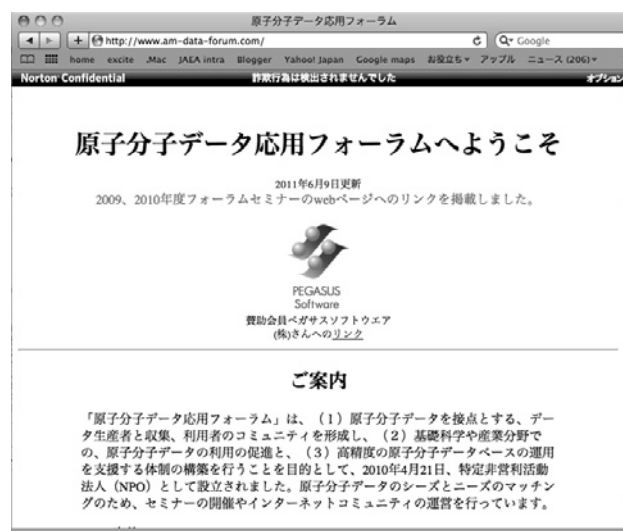 原子分子データ応用フォーラム
http://www.am-data-forum.com/
Google
home excite .Mac JAEA intra Blogger Yahoo! Japan Google maps お役立ち アップル ニュース (206)
Norton Confidential 詐欺行為は検出されませんでした オプション
原子分子データ応用フォーラムへようこそ
2011年6月9日更新
2009、2010年度フォーラムセミナーのwebページへのリンクを掲載しました。
PEGASUS
Software
賛助会員ペガサスソフトウエア
(株)さんへのリンク
ご案内
「原子分子データ応用フォーラム」は、（1）原子分子データを接点とする、デー
タ生産者と収集、利用者のコミュニティを形成し、（2）基礎科学や産業分野で
の、原子分子データの利用の促進と、（3）高精度の原子分子データベースの運用
を支援する体制の構築を行うことを目的として、2010年4月21日、特定非営利活動
法人（NPO）として設立されました。原子分子データのシーズとニーズのマッチン
グのため、セミナーの開催やインターネットコミュニティの運営を行っています。